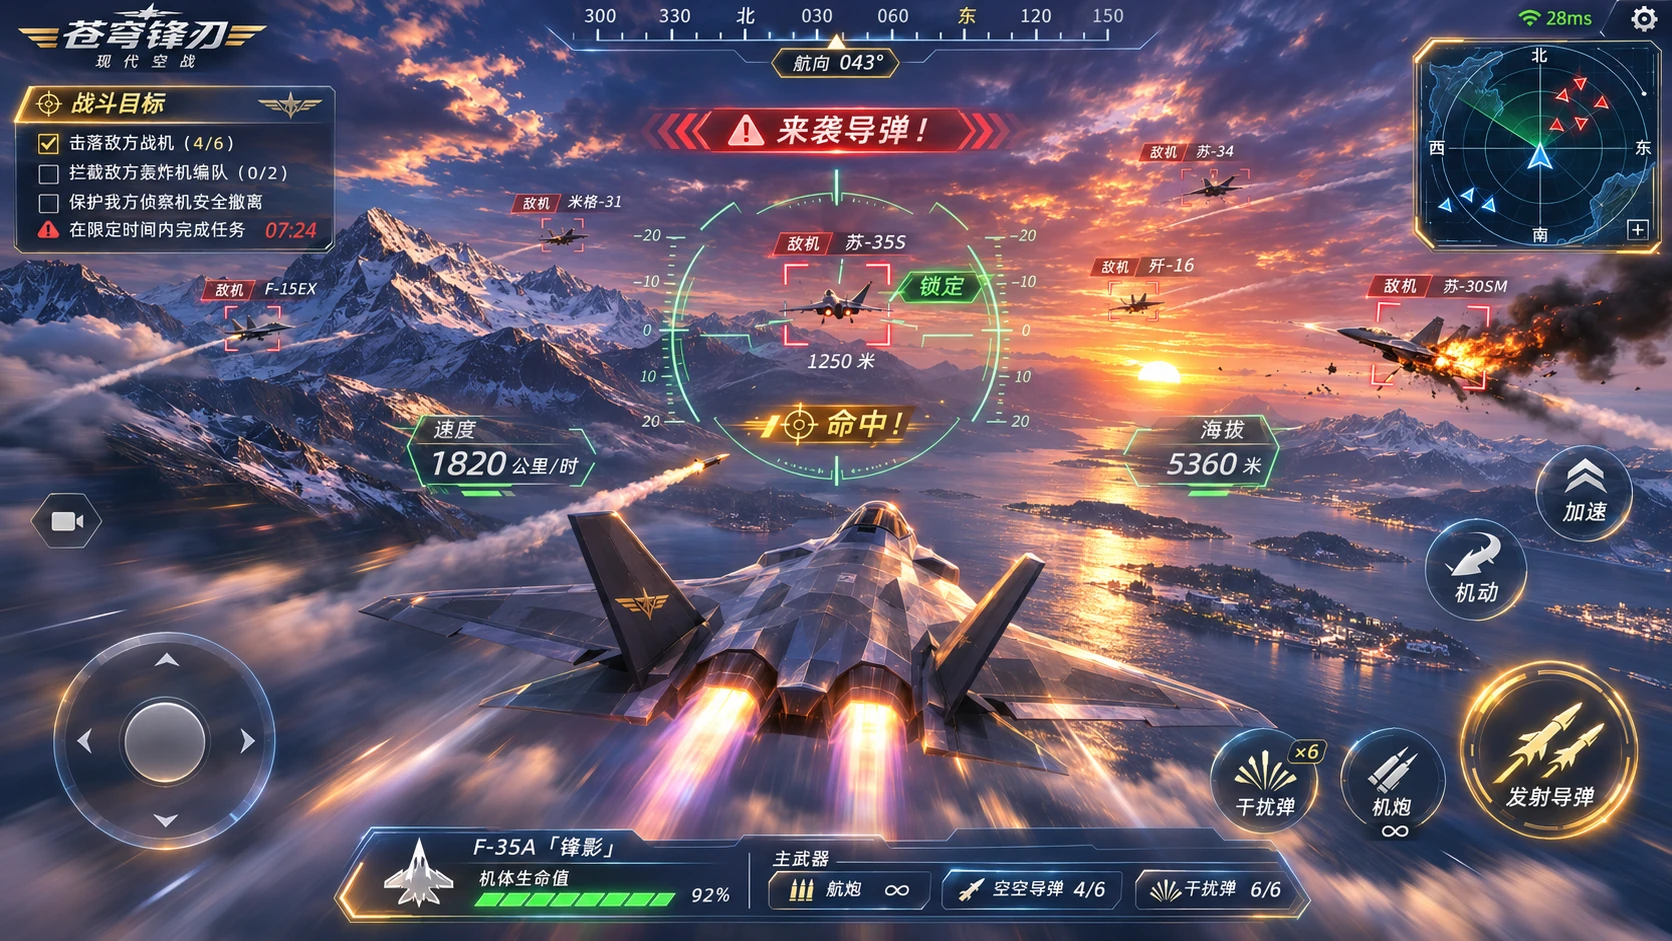 苍穹锋刃
现代空战
300 330 北 030 060 东 120 150
航向 043°
28ms
战斗目标
击落敌方战机 (4/6)
拦截敌方轰炸机编队 (0/2)
保护我方侦察机安全撤离
在限定时间内完成任务 07:24
来袭导弹!
北
西
东
南
敌机 米格-31
敌机 苏-34
敌机 苏-35S
敌机 歼-16
敌机 F-15EX
敌机 苏-30SM
锁定
1250 米
-20 -20
-10 -10
0 0
10 10
20 20
命中!
速度
1820 公里/时
海拔
5360 米
加速
机动
×6
干扰弹
机炮
∞
发射导弹
F-35A「锋影」
机体生命值
92%
主武器
航炮 ∞
空空导弹 4/6
干扰弹 6/6